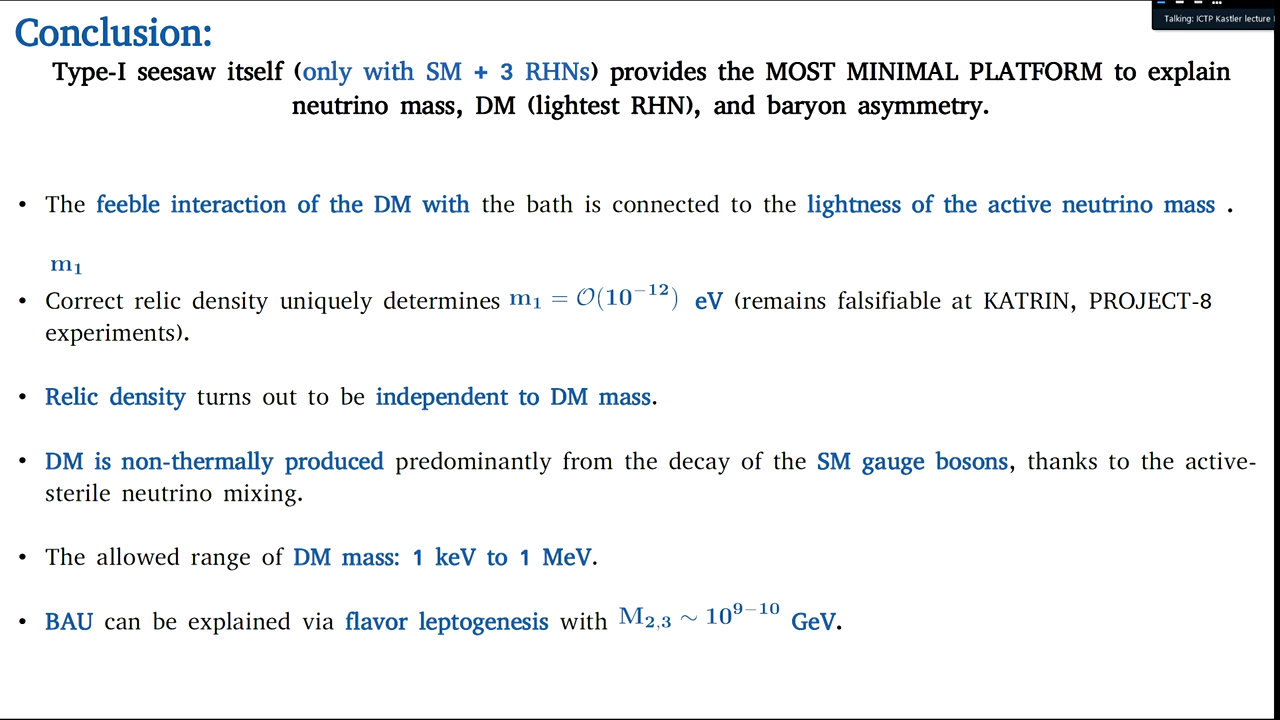 Talking: ICTP Kastler lecture
Conclusion:
Type-I seesaw itself (only with SM + 3 RHNs) provides the MOST MINIMAL PLATFORM to explain
neutrino mass, DM (lightest RHN), and baryon asymmetry.
• The feeble interaction of the DM with the bath is connected to the lightness of the active neutrino mass .
m₁
• Correct relic density uniquely determines m₁ = 𝒪(10⁻¹²) eV (remains falsifiable at KATRIN, PROJECT-8
experiments).
• Relic density turns out to be independent to DM mass.
• DM is non-thermally produced predominantly from the decay of the SM gauge bosons, thanks to the active-
sterile neutrino mixing.
• The allowed range of DM mass: 1 keV to 1 MeV.
• BAU can be explained via flavor leptogenesis with M₂,₃ ~ 10⁹⁻¹⁰ GeV.